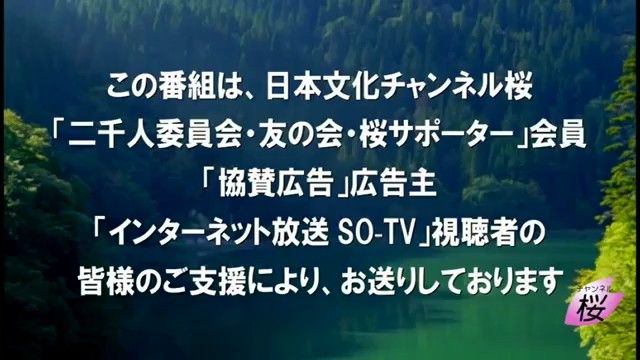 この番組は、日本文化チャンネル桜
「二千人委員会・友の会・桜サポーター」会員
「協賛広告」広告主
「インターネット放送 SO-TV」視聴者の
皆様のご支援により、お送りしております
チャンネル
桜